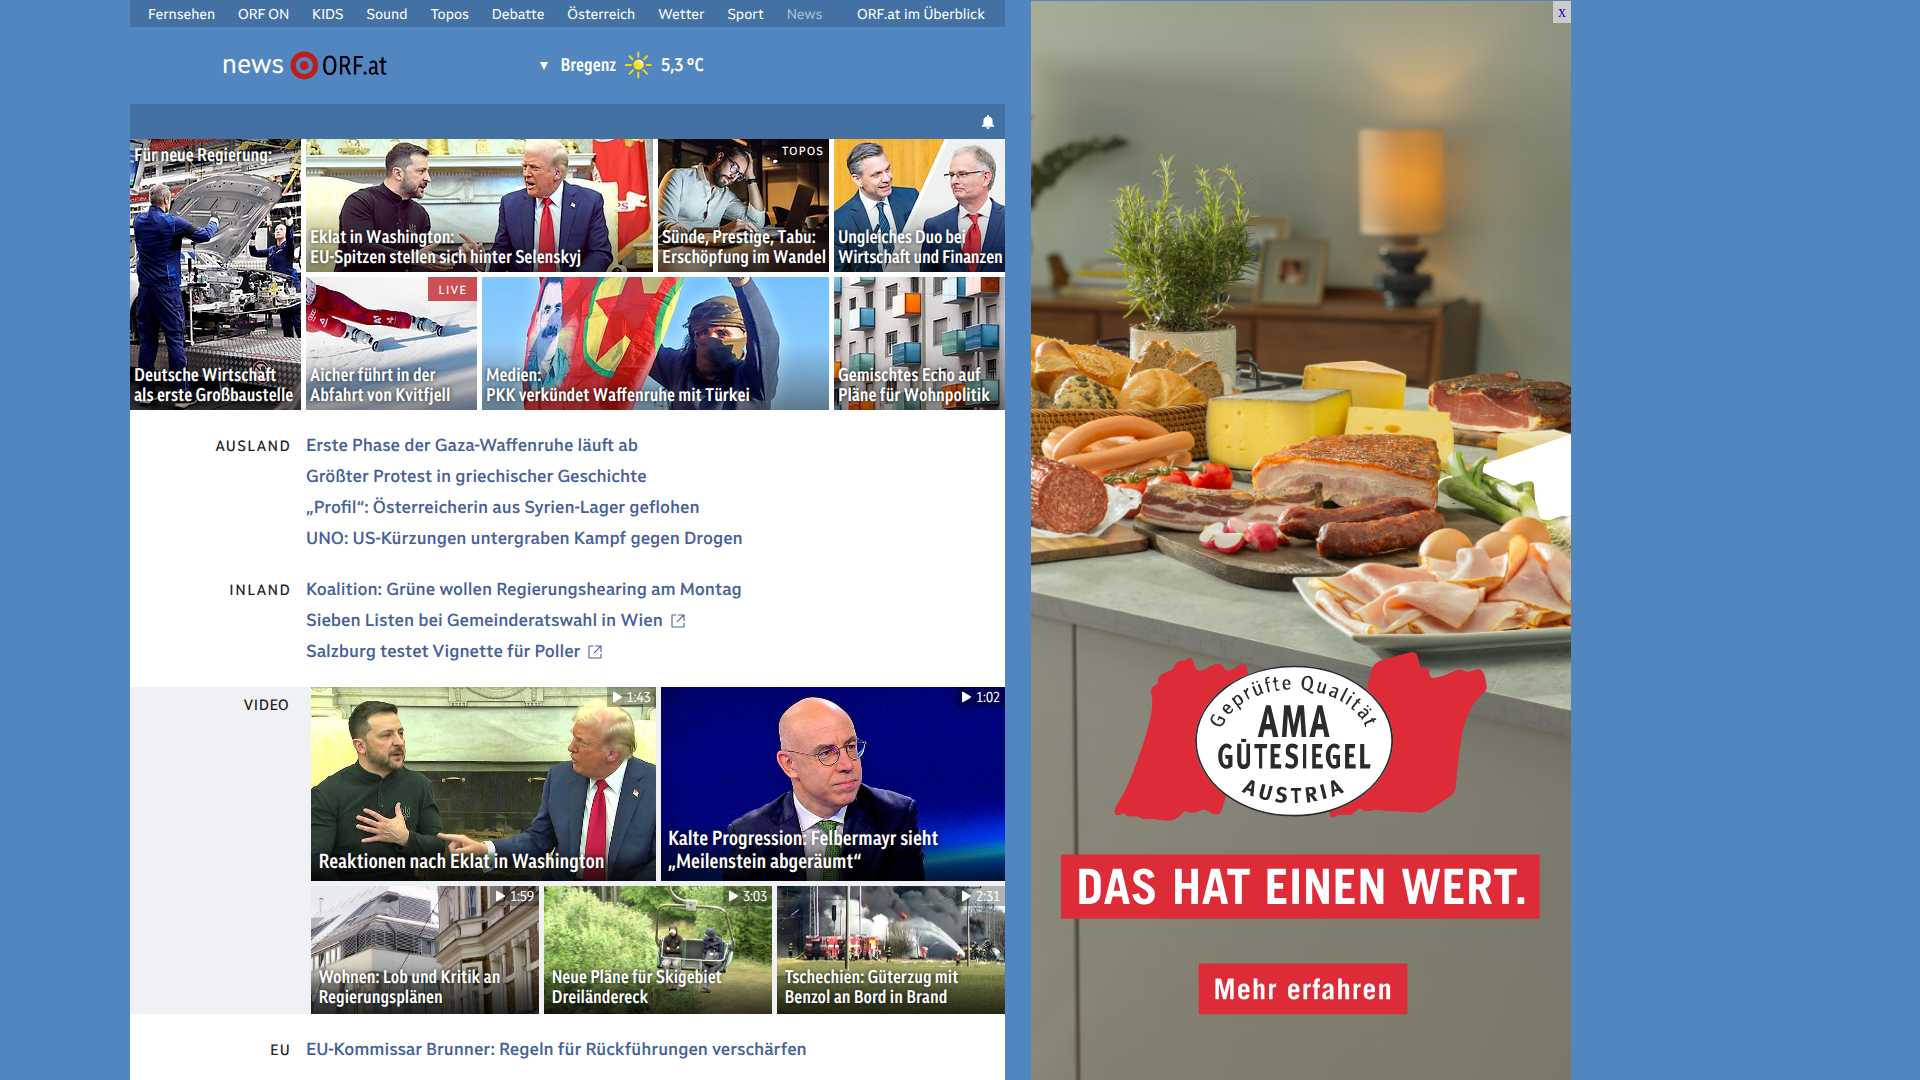 Fernsehen ORF ON KIDS Sound Topos Debatte Österreich Wetter Sport News ORF.at im Überblick
news ORF.at
▼ Bregenz 5,3 °C
Für neue Regierung:
Deutsche Wirtschaft
als erste Großbaustelle
Eklat in Washington:
EU-Spitzen stellen sich hinter Selenskyj
TOPOS
Sünde, Prestige, Tabu:
Erschöpfung im Wandel
Ungleiches Duo bei
Wirtschaft und Finanzen
LIVE
Aicher führt in der
Abfahrt von Kvitfjell
Medien:
PKK verkündet Waffenruhe mit Türkei
Gemischtes Echo auf
Pläne für Wohnpolitik
AUSLAND
Erste Phase der Gaza-Waffenruhe läuft ab
Größter Protest in griechischer Geschichte
„Profil“: Österreicherin aus Syrien-Lager geflohen
UNO: US-Kürzungen untergraben Kampf gegen Drogen
INLAND
Koalition: Grüne wollen Regierungshearing am Montag
Sieben Listen bei Gemeinderatswahl in Wien
Salzburg testet Vignette für Poller
VIDEO
1:43
Reaktionen nach Eklat in Washington
1:02
Kalte Progression: Felbermayr sieht
„Meilenstein abgeräumt“
1:59
Wohnen: Lob und Kritik an
Regierungsplänen
3:03
Neue Pläne für Skigebiet
Dreiländereck
2:31
Tschechien: Güterzug mit
Benzol an Bord in Brand
EU
EU-Kommissar Brunner: Regeln für Rückführungen verschärfen
x
Geprüfte Qualität
AMA
GÜTESIEGEL
AUSTRIA
DAS HAT EINEN WERT.
Mehr erfahren